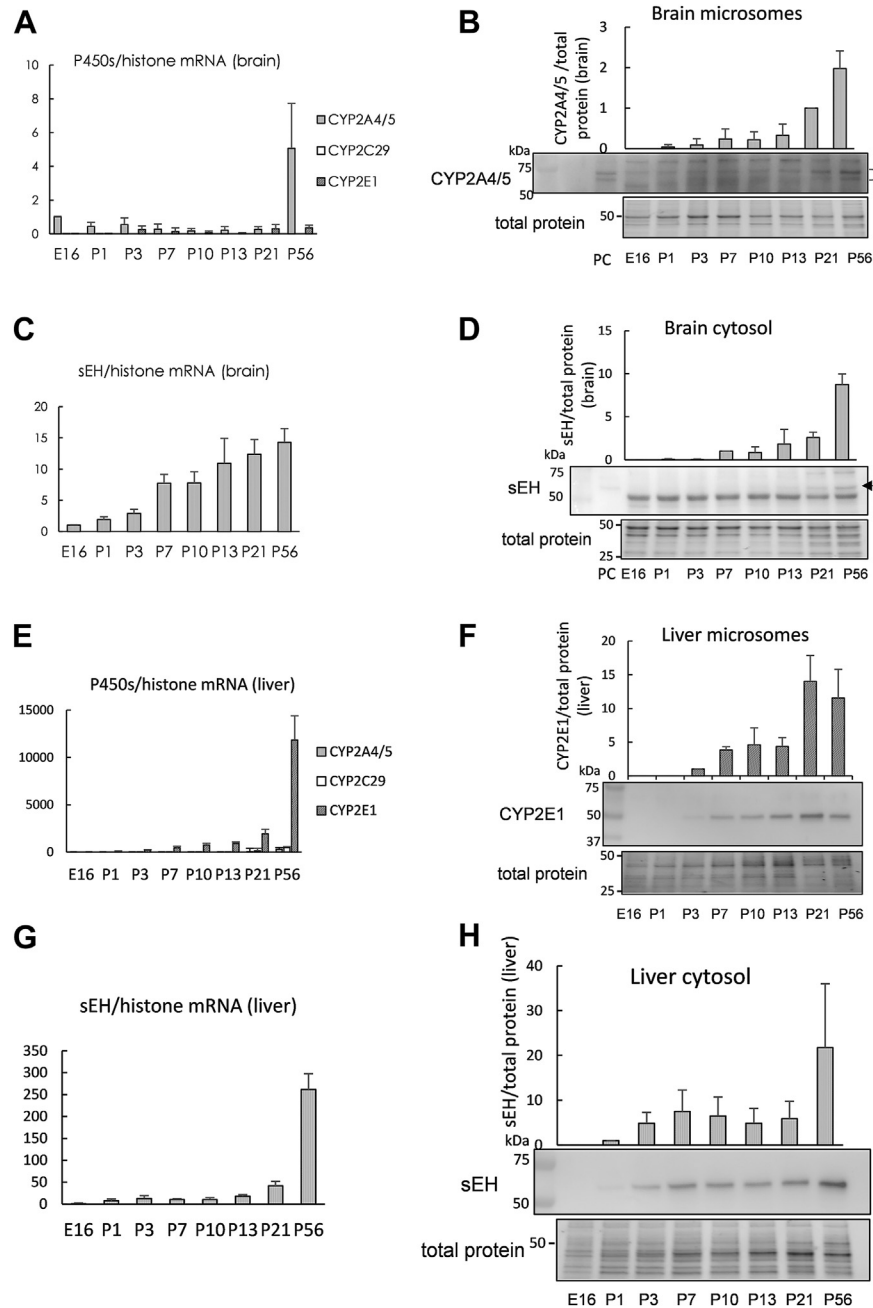 A
P450s/histone mRNA (brain)
10
8
6
4
2
0
E16 P1 P3 P7 P10 P13 P21 P56
CYP2A4/5
CYP2C29
CYP2E1
B
Brain microsomes
CYP2A4/5 /total
protein (brain)
3
2
1
0
kDa
75
50
CYP2A4/5
total protein
50
PC E16 P1 P3 P7 P10 P13 P21 P56
C
sEH/histone mRNA (brain)
20
15
10
5
0
E16 P1 P3 P7 P10 P13 P21 P56
D
Brain cytosol
sEH/total protein
(brain)
15
10
5
0
kDa
75
50
sEH
total protein
50
25
PC E16 P1 P3 P7 P10 P13 P21 P56
E
P450s/histone mRNA (liver)
15000
10000
5000
0
E16 P1 P3 P7 P10 P13 P21 P56
CYP2A4/5
CYP2C29
CYP2E1
F
Liver microsomes
CYP2E1/total protein
(liver)
20
15
10
5
0
kDa
75
50
37
CYP2E1
total protein
50
25
E16 P1 P3 P7 P10 P13 P21 P56
G
sEH/histone mRNA (liver)
350
300
250
200
150
100
50
0
E16 P1 P3 P7 P10 P13 P21 P56
H
Liver cytosol
sEH/total protein (liver)
40
30
20
10
0
kDa
75
50
sEH
total protein
50
E16 P1 P3 P7 P10 P13 P21 P56